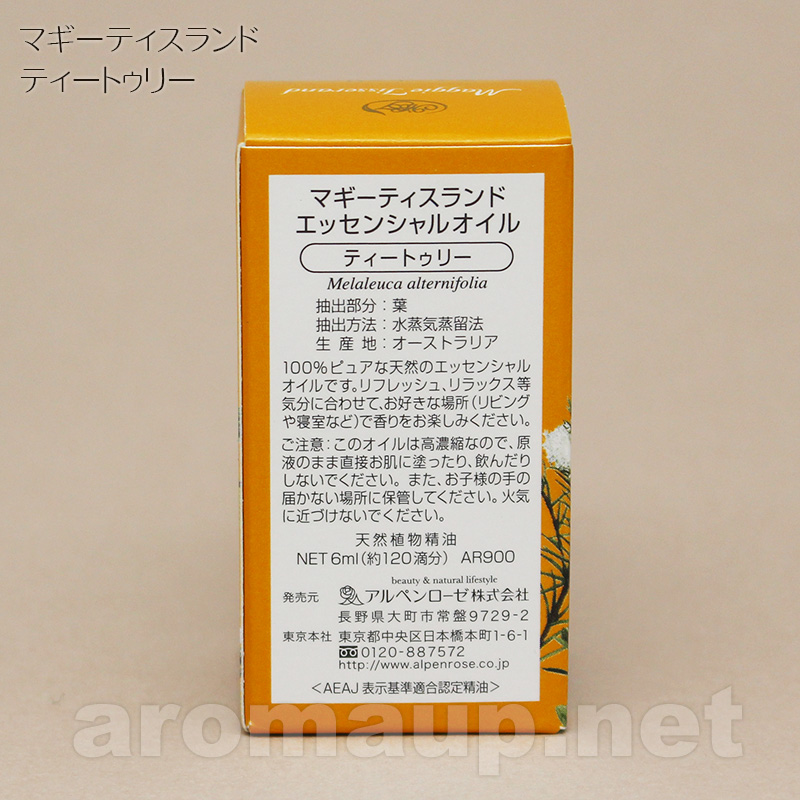 マギーティスランド
ティートゥリー
Maggie Tisserand
マギーティスランド
エッセンシャルオイル
ティートゥリー
Melaleuca alternifolia
抽出部分：葉
抽出方法：水蒸気蒸留法
生産地：オーストラリア
100%ピュアな天然のエッセンシャル
オイルです。リフレッシュ、リラックス等
気分に合わせて、お好きな場所（リビング
や寝室など）で香りをお楽しみください。
ご注意：このオイルは高濃縮なので、原
液のまま直接お肌に塗ったり、飲んだり
しないでください。また、お子様の手の
届かない場所に保管してください。火気
に近づけないでください。
天然植物精油
NET 6ml（約120滴分） AR900
beauty & natural lifestyle
発売元 アルペンローゼ株式会社
長野県大町市常盤9729-2
東京本社 東京都中央区日本橋本町1-6-1
0120-887572
http://www.alpenrose.co.jp
＜AEAJ表示基準適合認定精油＞
aromaup.net